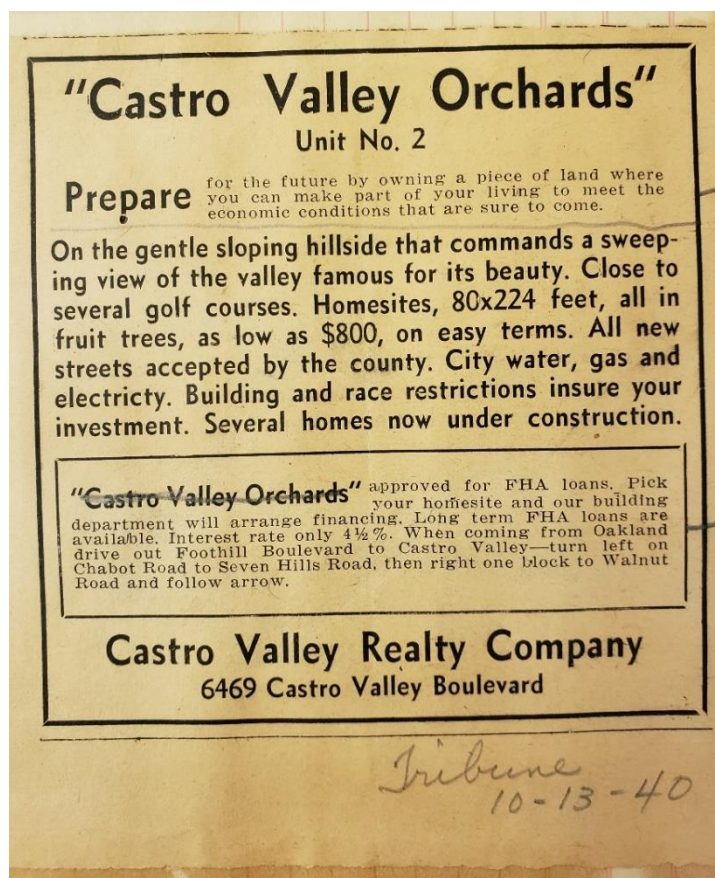 "Castro Valley Orchards"
Unit No. 2
Prepare for the future by owning a piece of land where
you can make part of your living to meet the
economic conditions that are sure to come.
On the gentle sloping hillside that commands a sweep-
ing view of the valley famous for its beauty. Close to
several golf courses. Homesites, 80x224 feet, all in
fruit trees, as low as $800, on easy terms. All new
streets accepted by the county. City water, gas and
electricty. Building and race restrictions insure your
investment. Several homes now under construction.
"Castro Valley Orchards" approved for FHA loans. Pick
your homesite and our building
department will arrange financing. Long term FHA loans are
available. Interest rate only 4½%. When coming from Oakland
drive out Foothill Boulevard to Castro Valley—turn left on
Chabot Road to Seven Hills Road, then right one block to Walnut
Road and follow arrow.
Castro Valley Realty Company
6469 Castro Valley Boulevard
Tribune
10-13-40